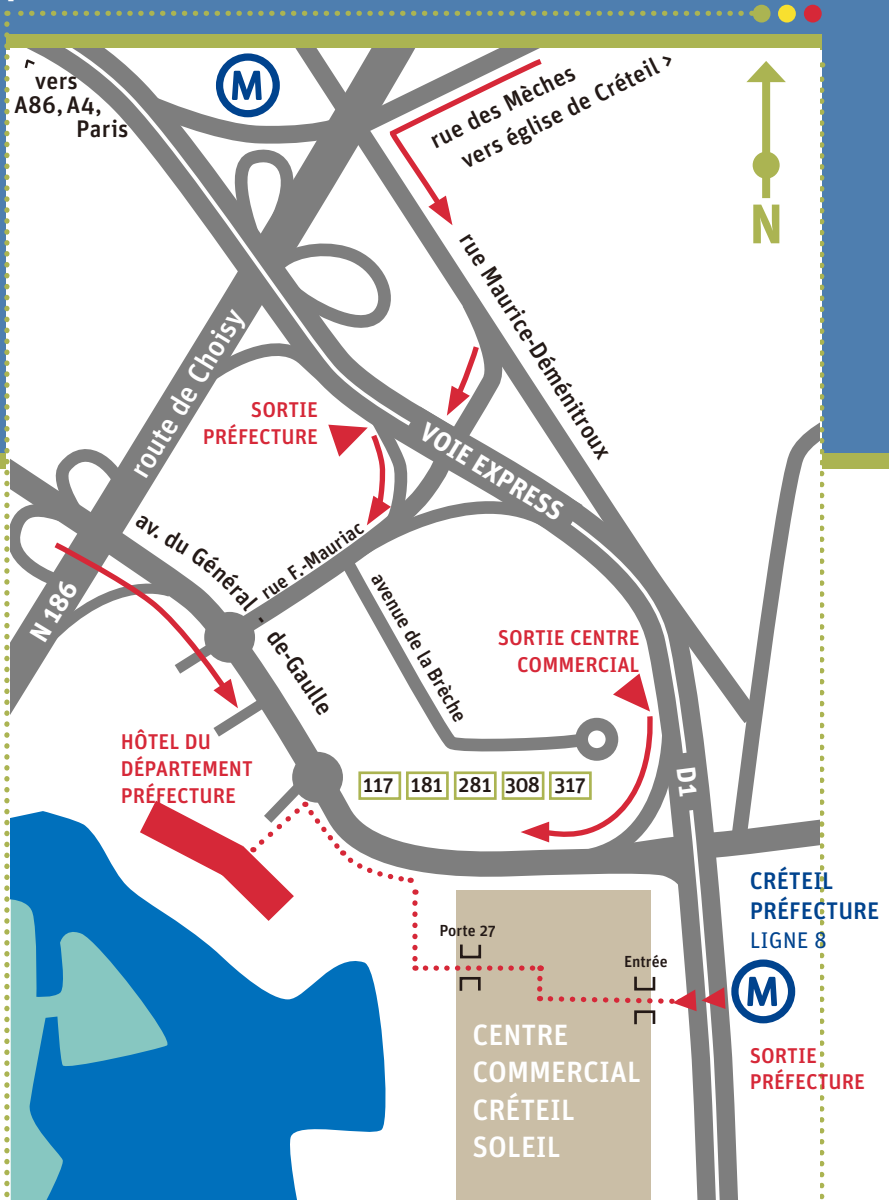 vers
A86, A4,
Paris
M
rue des Mèches
vers église de Créteil >
N
rue Maurice-Déménitroux
route de Choisy
SORTIE
PRÉFECTURE
VOIE EXPRESS
av. du Général -
de-Gaulle
rue F.-Mauriac
N 186
avenue de la Brèche
SORTIE CENTRE
COMMERCIAL
HÔTEL DU
DÉPARTEMENT
PRÉFECTURE
117 181 281 308 317
D1
CRÉTEIL
PRÉFECTURE
LIGNE 8
M
Porte 27
Entrée
CENTRE
COMMERCIAL
CRÉTEIL
SOLEIL
SORTIE
PRÉFECTURE